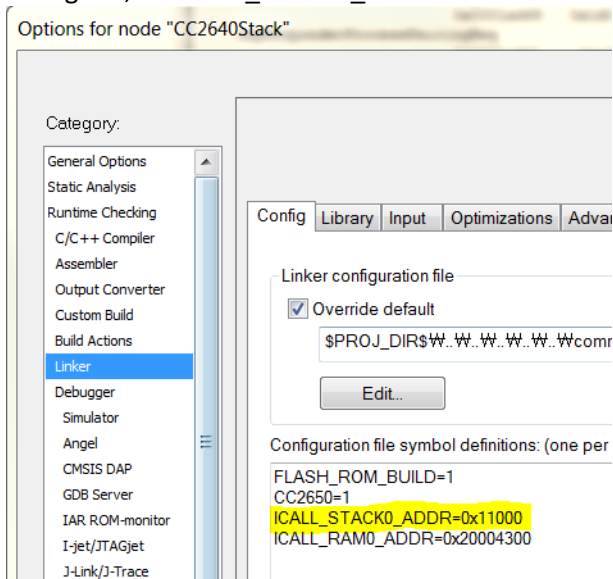 Options for node "CC2640Stack"
Category:
General Options
Static Analysis
Runtime Checking
C/C++ Compiler
Assembler
Output Converter
Custom Build
Build Actions
Linker
Debugger
Simulator
Angel
CMSIS DAP
GDB Server
IAR ROM-monitor
I-jet/JTAGjet
J-Link/J-Trace
Config Library Input Optimizations
Linker configuration file
Override default
$PROJ_DIR$₩..₩..₩..₩..₩..₩comm
Edit...
Configuration file symbol definitions: (one per
FLASH_ROM_BUILD=1
CC2650=1
ICALL_STACK0_ADDR=0x11000
ICALL_RAM0_ADDR=0x20004300